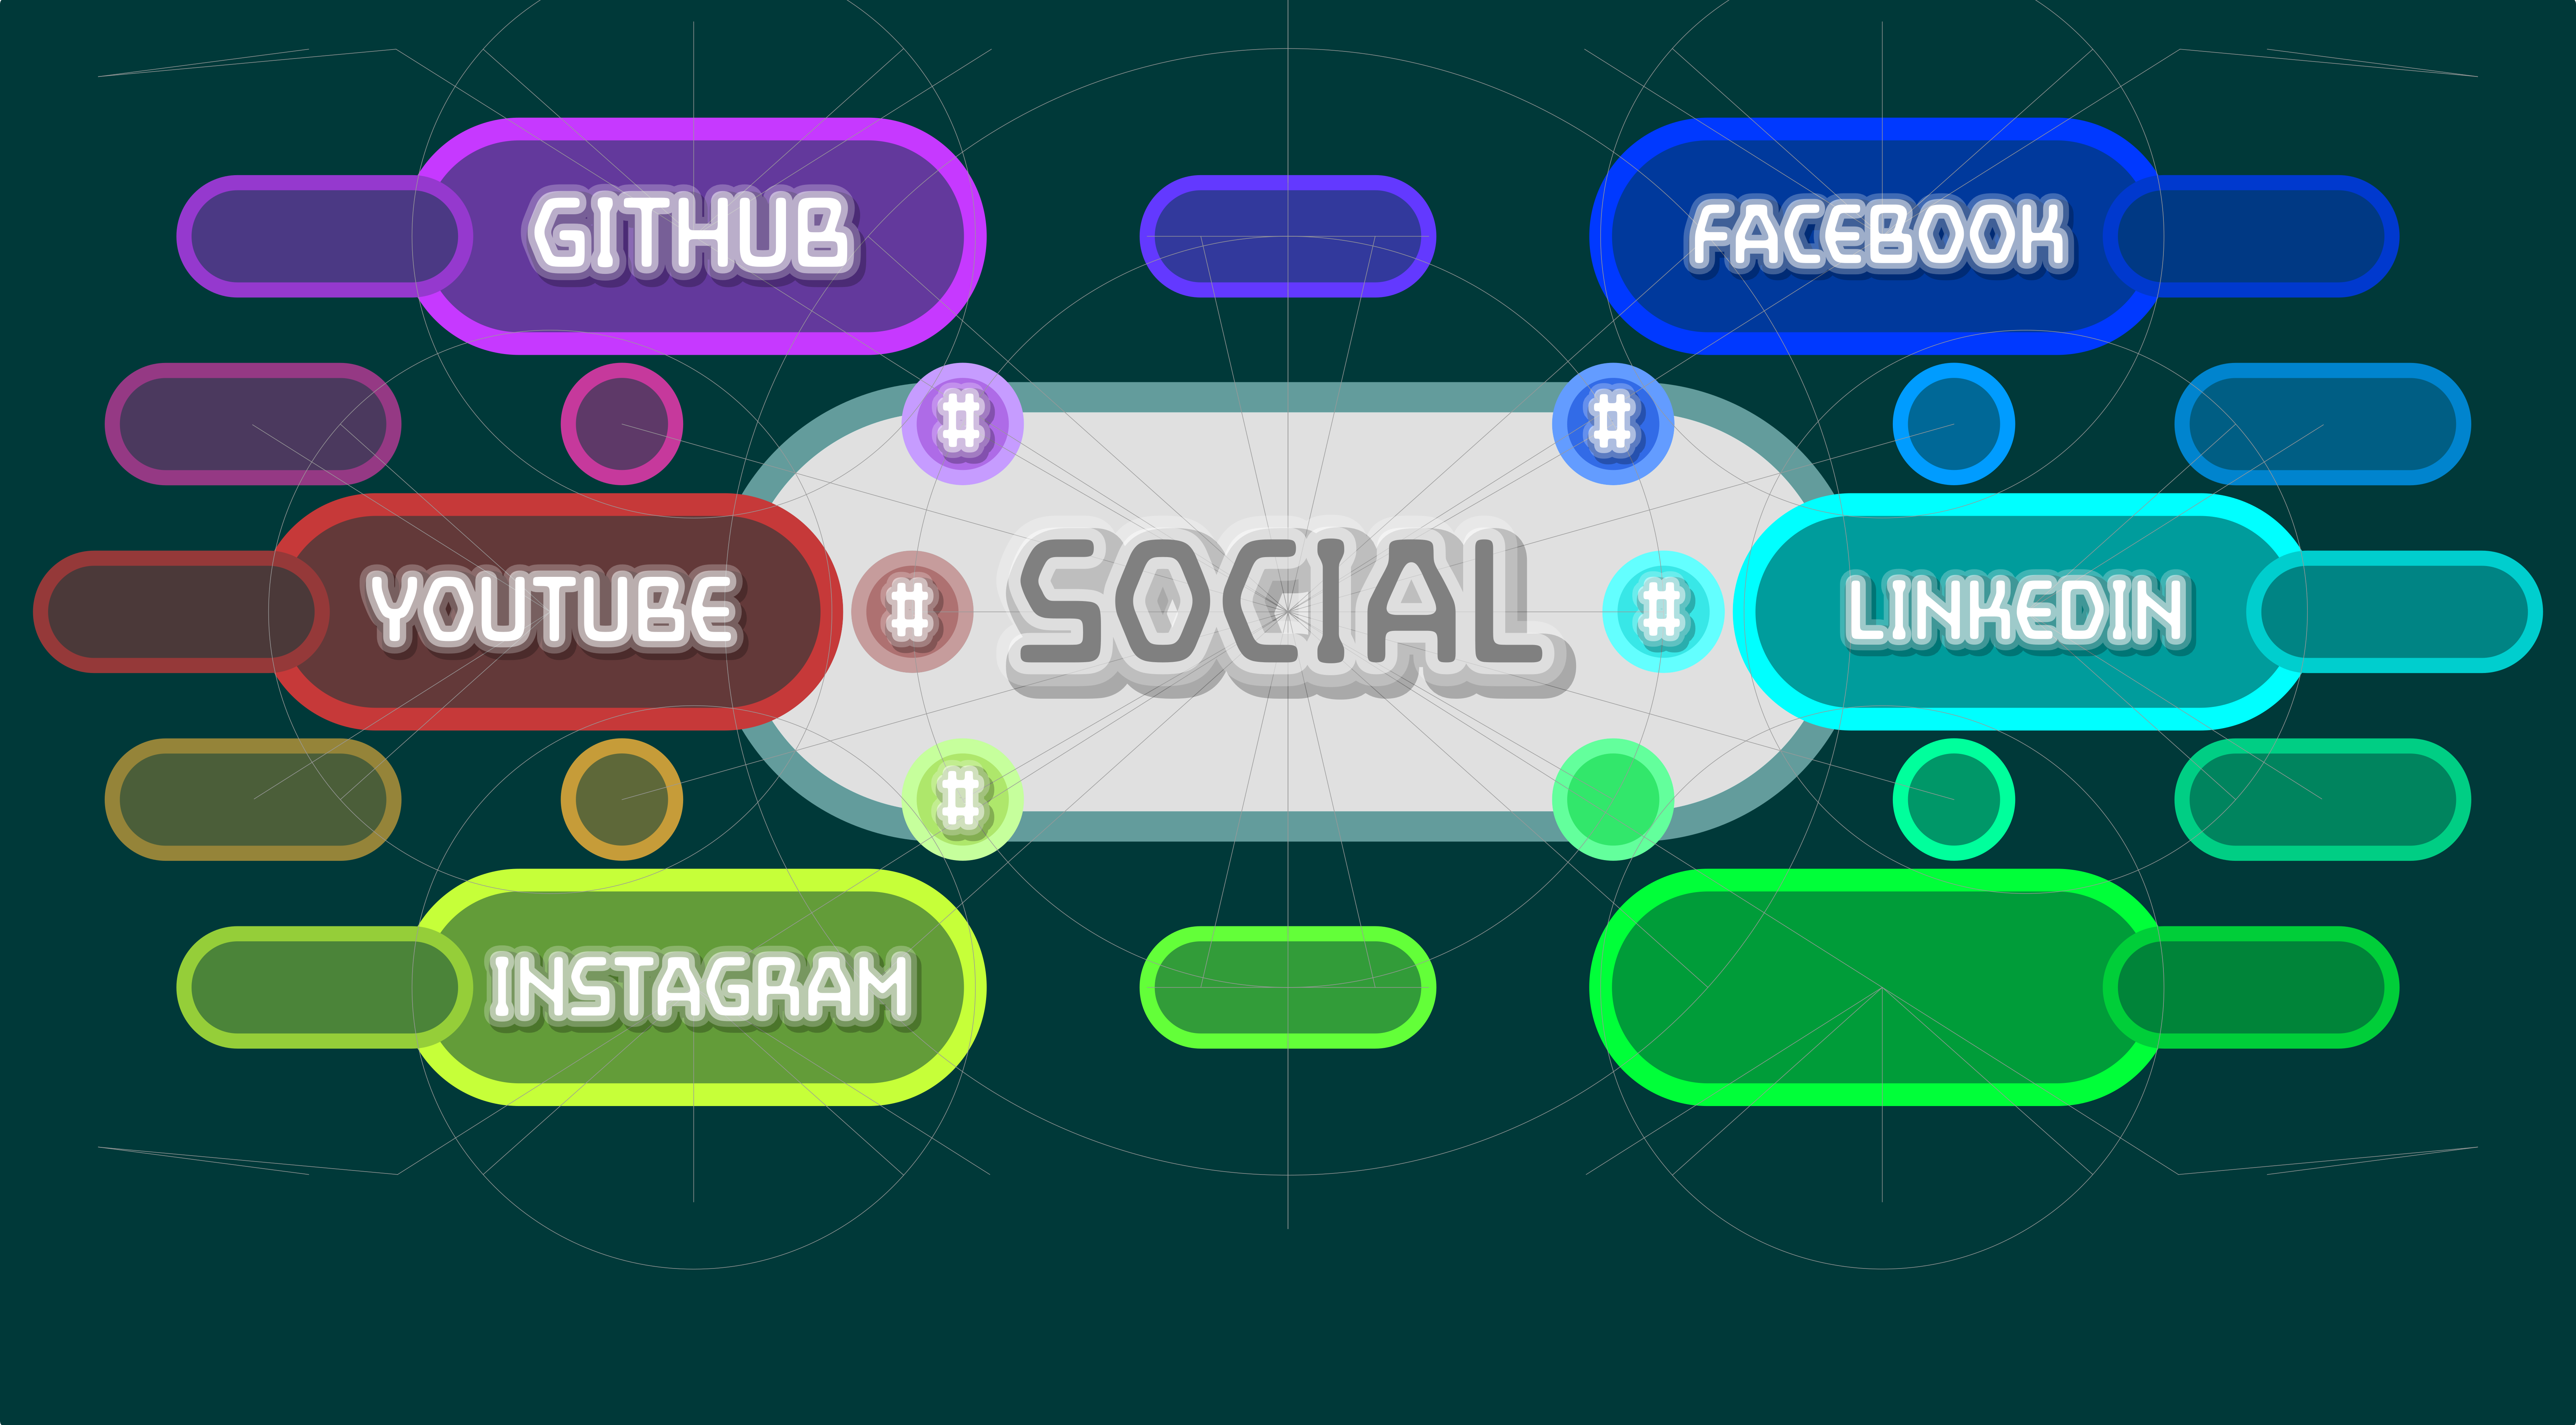 GITHUB
FACEBOOK
#
#
YOUTUBE
#
SOCIAL
#
LINKEDIN
#
INSTAGRAM